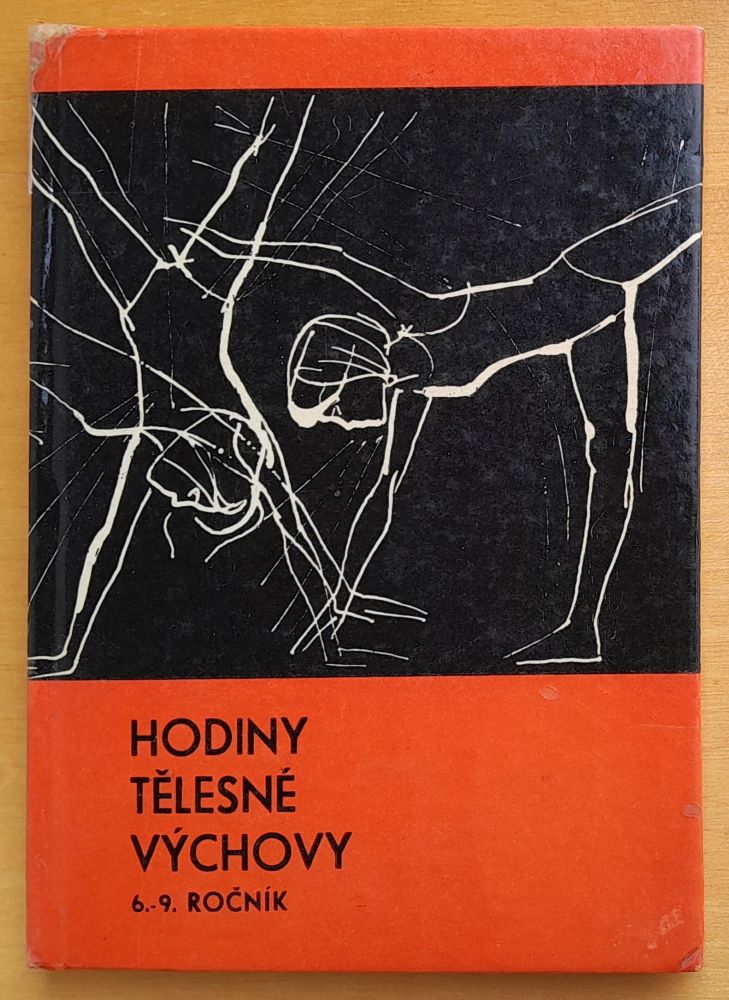 HODINY
TĚLESNÉ
VÝCHOVY
6.-9. ROČNÍK